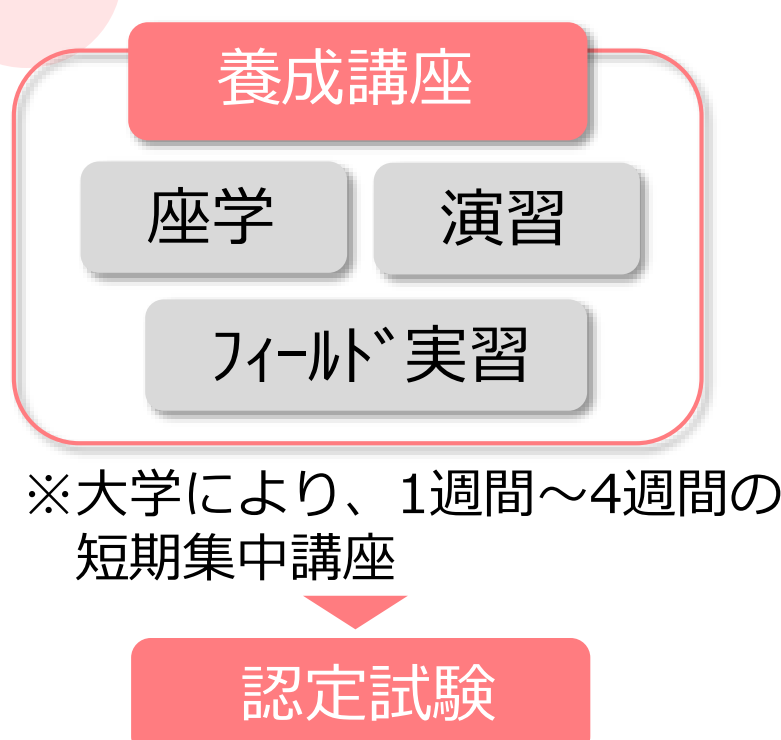 養成講座
座学
演習
ﾌｨｰﾙﾄﾞ実習
※大学により、1週間～4週間の
短期集中講座
認定試験